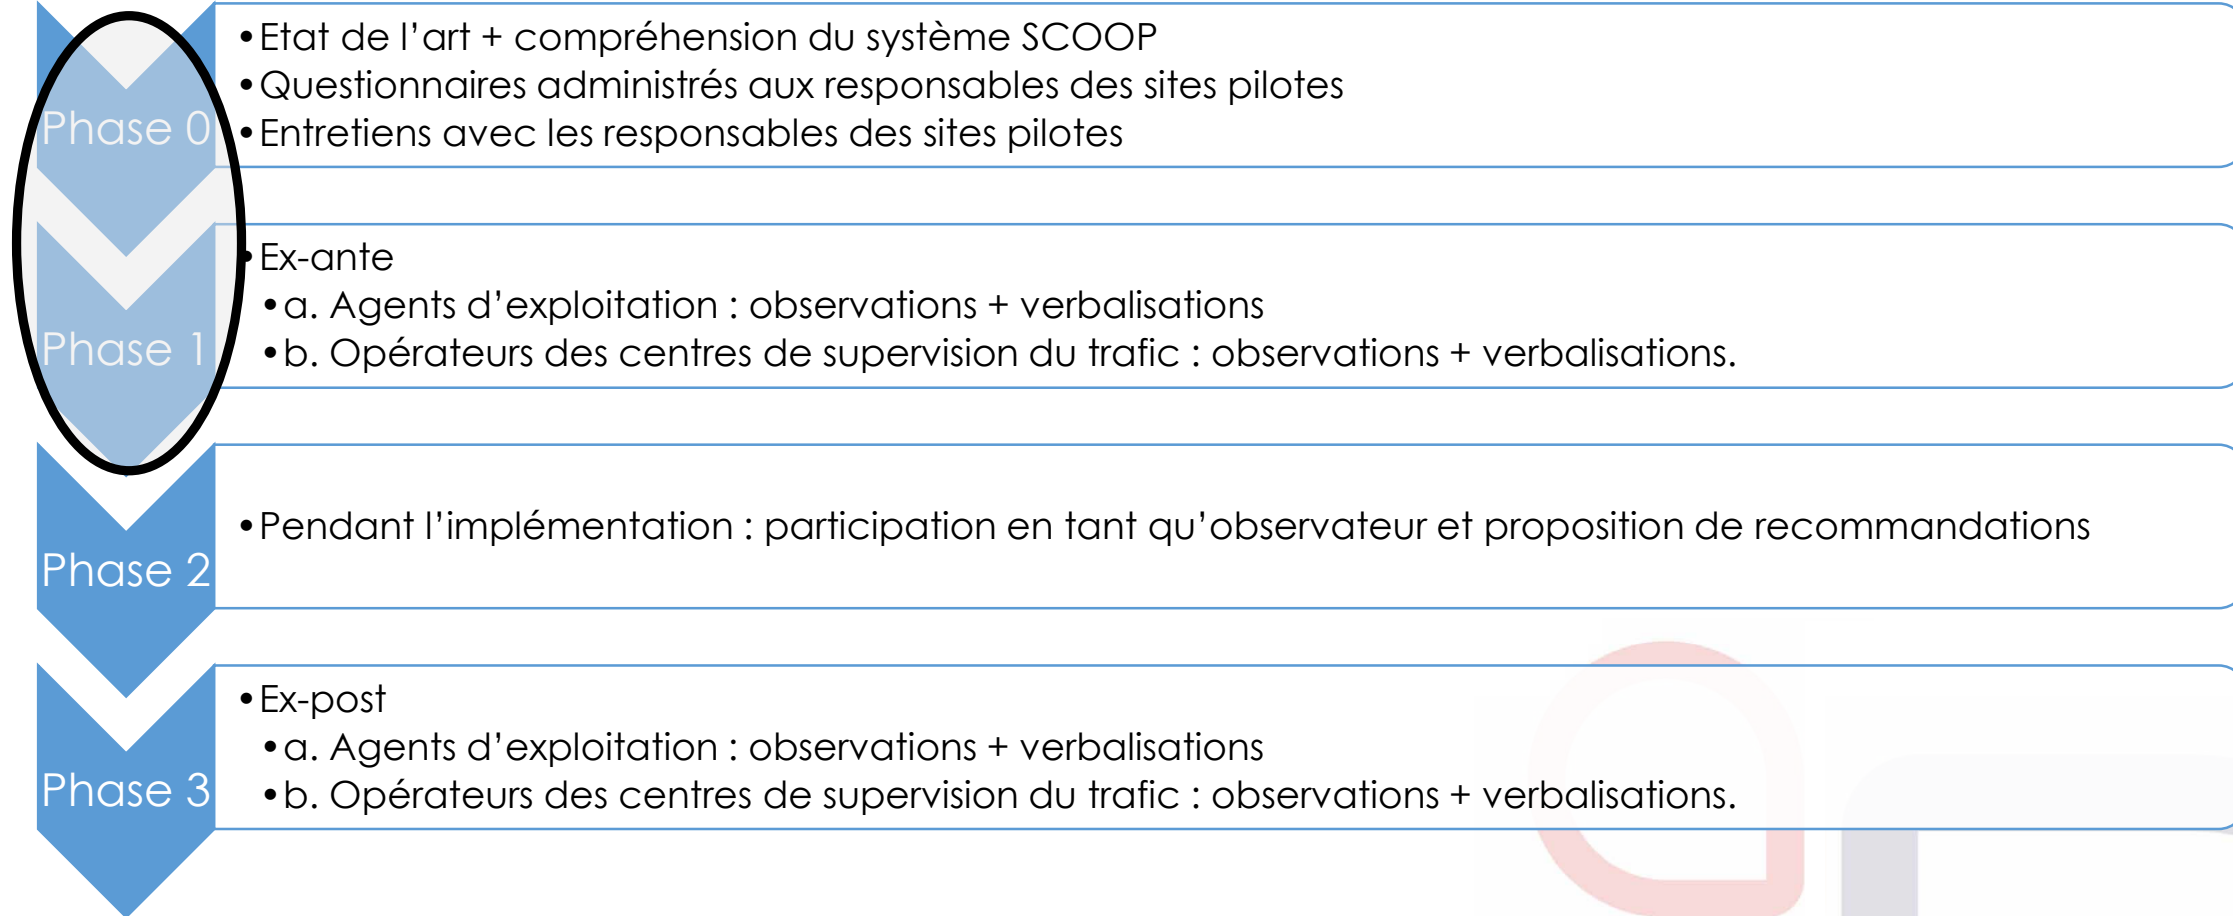 Phase 0
•Etat de l'art + compréhension du système SCOOP
•Questionnaires administrés aux responsables des sites pilotes
•Entretiens avec les responsables des sites pilotes
Phase 1
•Ex-ante
•a. Agents d'exploitation : observations + verbalisations
•b. Opérateurs des centres de supervision du trafic : observations + verbalisations.
Phase 2
•Pendant l'implémentation : participation en tant qu'observateur et proposition de recommandations
Phase 3
•Ex-post
•a. Agents d'exploitation : observations + verbalisations
•b. Opérateurs des centres de supervision du trafic : observations + verbalisations.